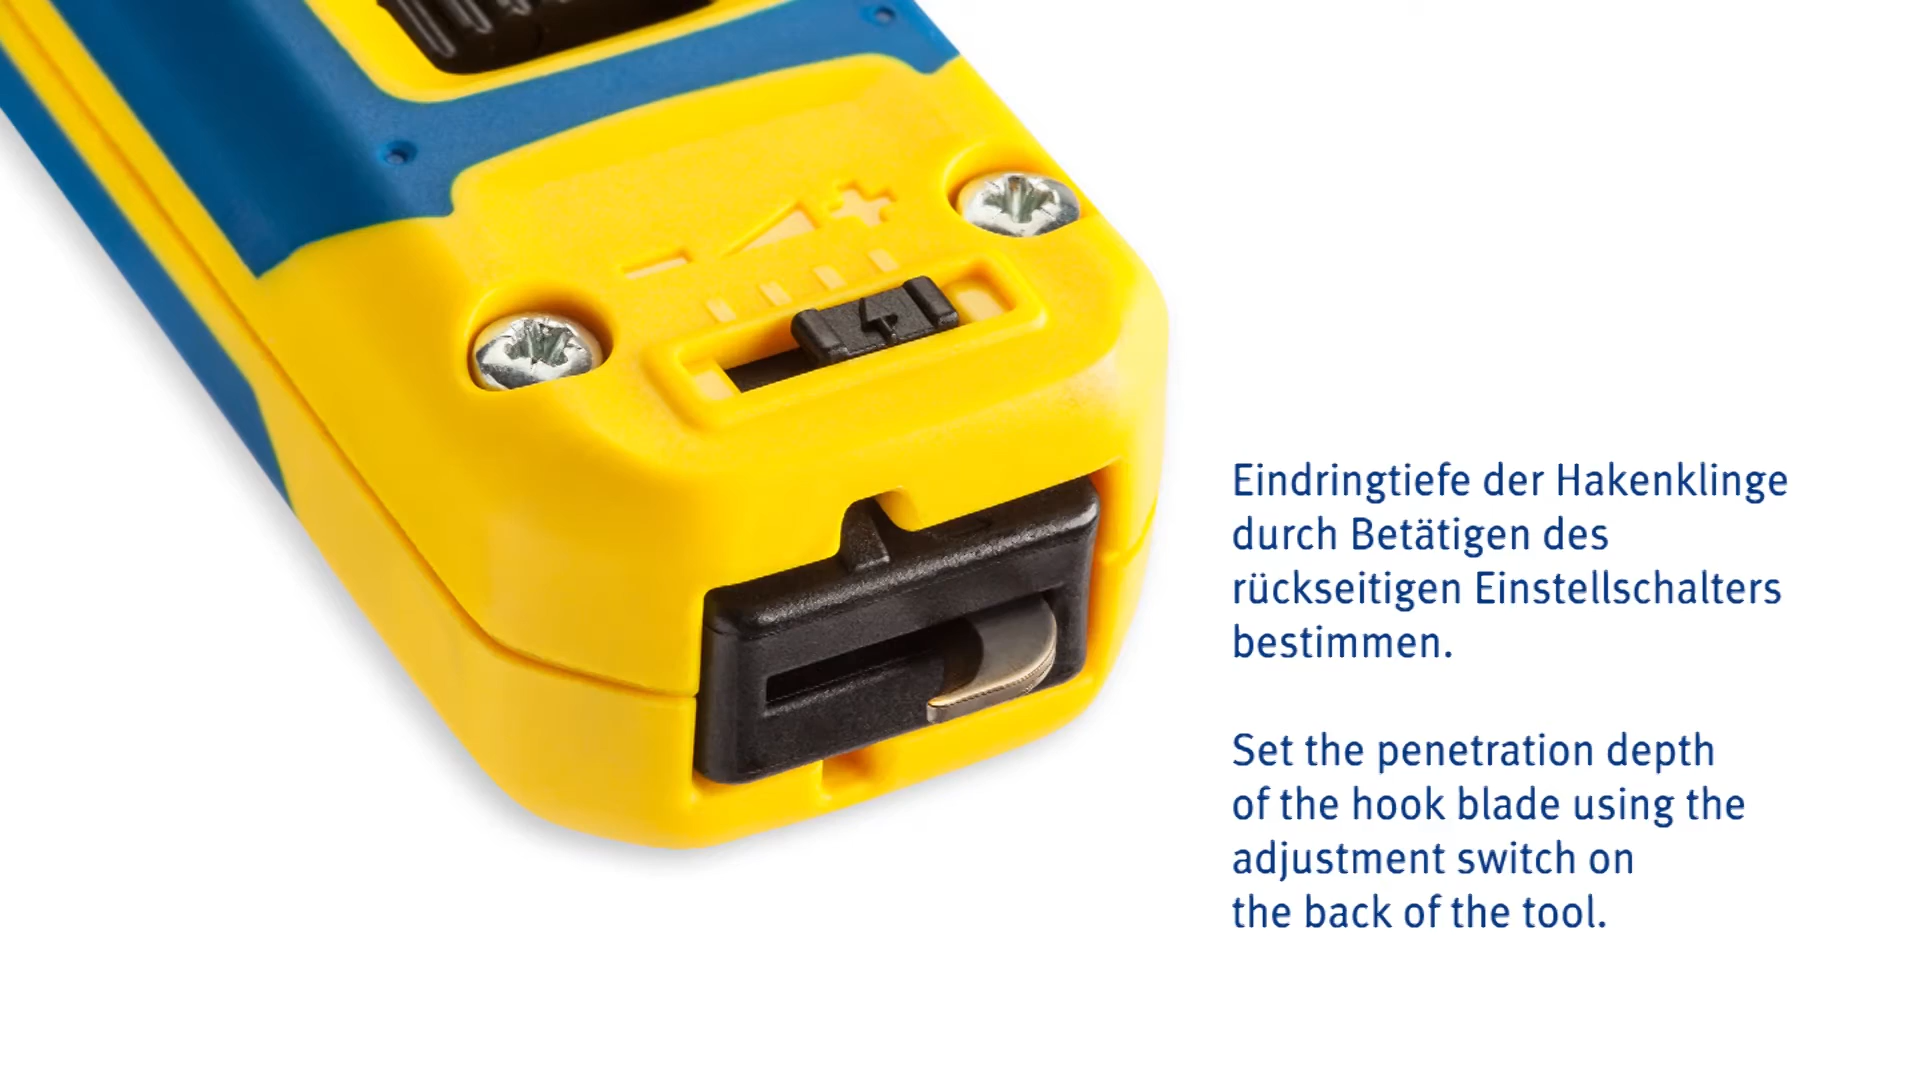 Eindringtiefe der Hakenklinge
durch Betätigen des
rückseitigen Einstellschalters
bestimmen.
Set the penetration depth
of the hook blade using the
adjustment switch on
the back of the tool.